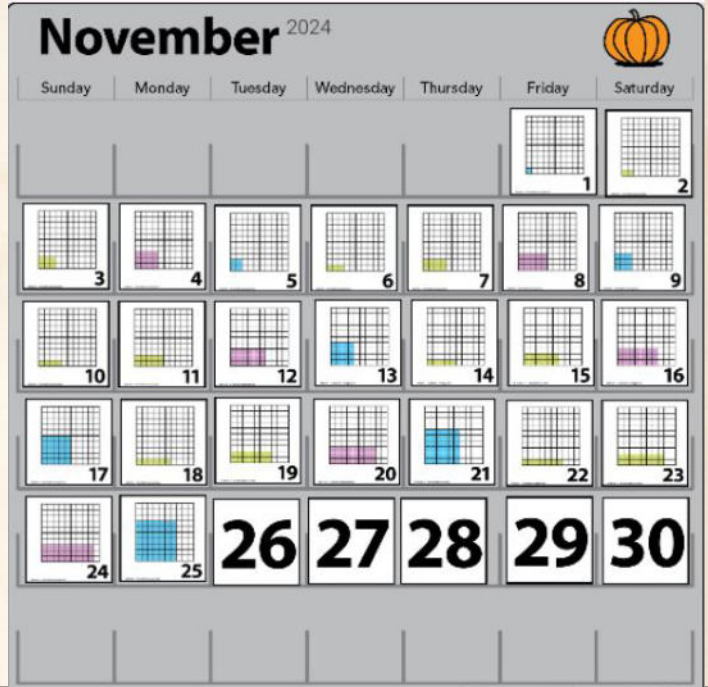 November 2024
Sunday Monday Tuesday Wednesday Thursday Friday Saturday
1 2
3 4 5 6 7 8 9
10 11 12 13 14 15 16
17 18 19 20 21 22 23
24 25 26 27 28 29 30